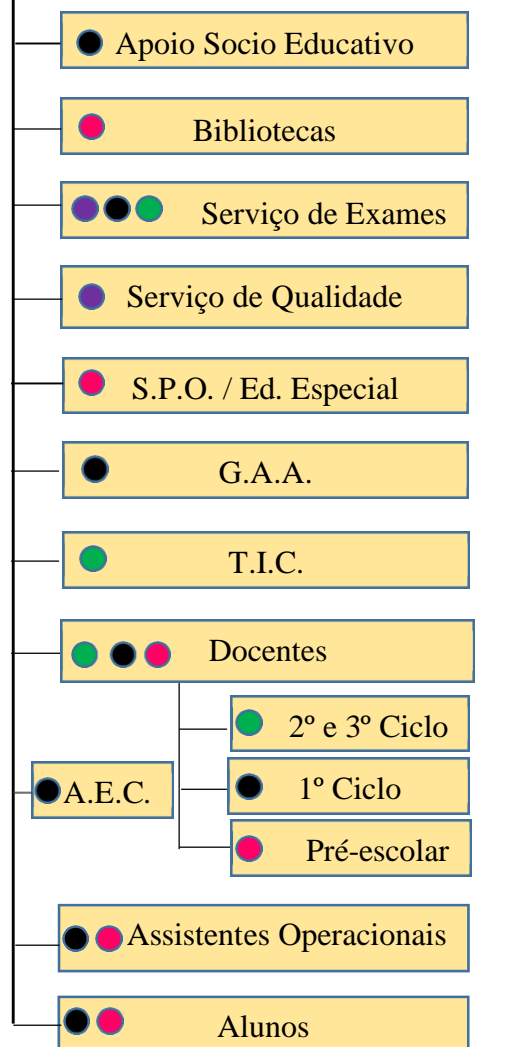 Apoio Socio Educativo
Bibliotecas
Serviço de Exames
Serviço de Qualidade
S.P.O. / Ed. Especial
G.A.A.
T.I.C.
Docentes
2º e 3º Ciclo
A.E.C.
1º Ciclo
Pré-escolar
Assistentes Operacionais
Alunos